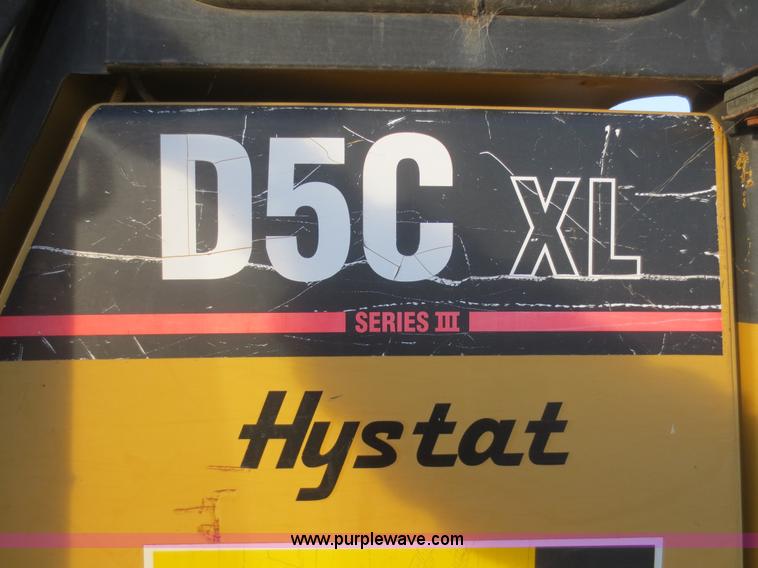 D5C XL
SERIES III
Hystat
www.purplewave.com